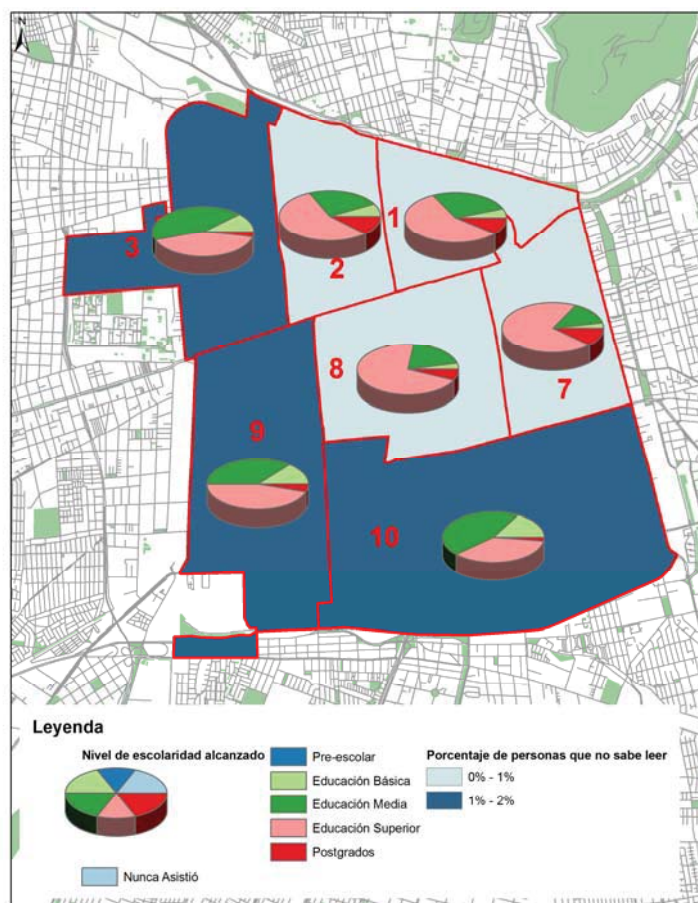 N
1
3
2
8
7
9
10
Leyenda
Nivel de escolaridad alcanzado
Pre-escolar
Educación Básica
Educación Media
Educación Superior
Postgrados
Nunca Asistió
Porcentaje de personas que no sabe leer
0% - 1%
1% - 2%